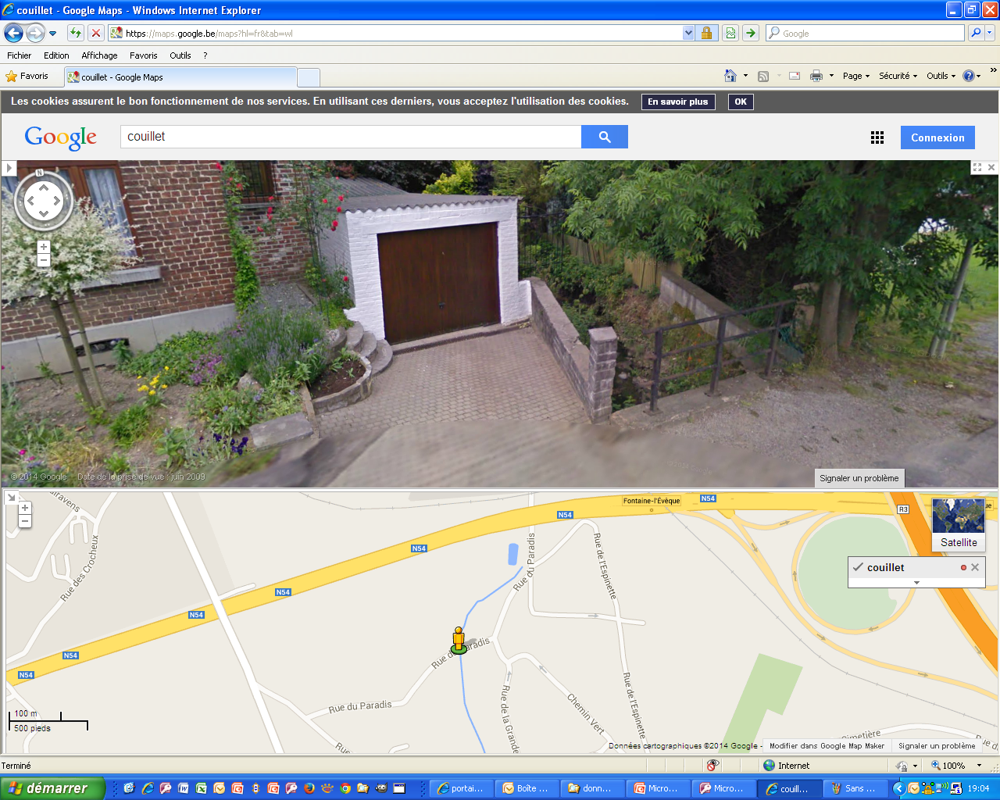 couillet - Google Maps - Windows Internet Explorer
https://maps.google.be/maps?hl=fr&tab=wl
Google
Fichier Edition Affichage Favoris Outils ?
Favoris
couillet - Google Maps
Page Sécurité Outils
Les cookies assurent le bon fonctionnement de nos services. En utilisant ces derniers, vous acceptez l'utilisation des cookies. En savoir plus OK
Google
couillet
Connexion
N
© 2014 Google Date de la prise de vue : juin 2009
Signaler un problème
Fontaine-l'Évêque
N54
R3
N54
N54
N54
N54
N54
N54
Satellite
couillet
Rue des Crocheux
Rue du Paradis
Rue de l'Espinette
Rue du Paradis
Rue du Paradis
Rue de la Grande
Chemin Vert
Rue de l'Espinette
100 m
500 pieds
Données cartographiques ©2014 Google - Modifier dans Google Map Maker Signaler un problème
Terminé
Internet
100%
démarrer
portai...
Boîte ...
donn...
Micro...
Micro...
couill...
Sans ...
19:04